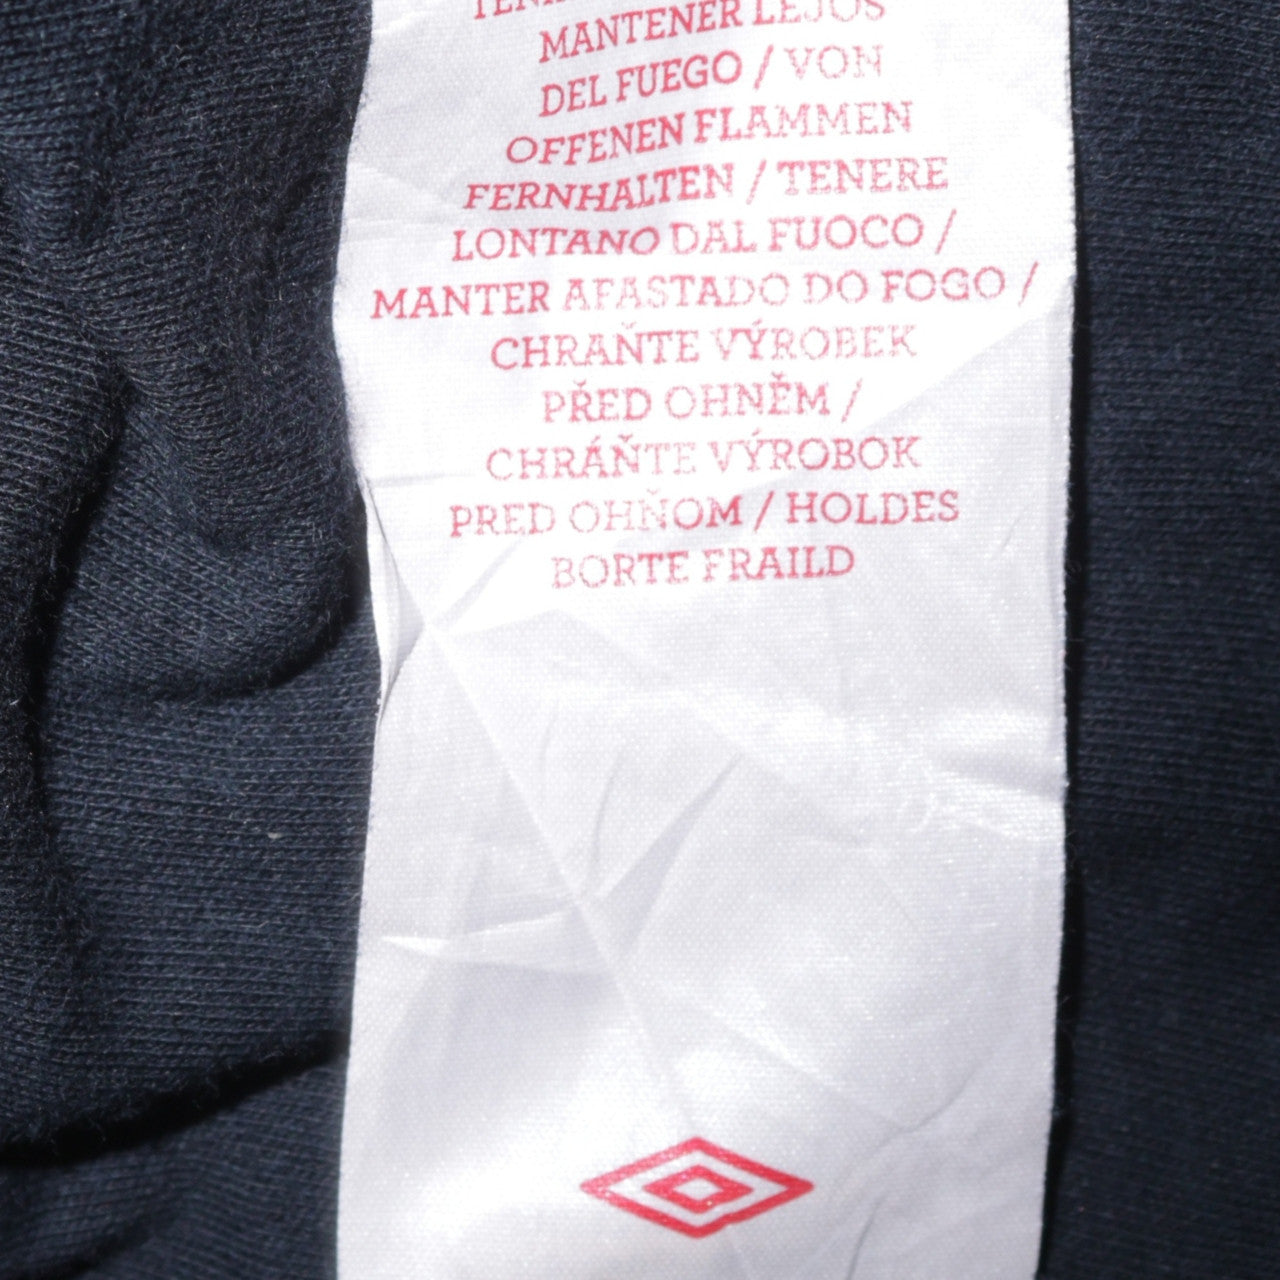 MANTENER LEJOS
DEL FUEGO / VON
OFFENEN FLAMMEN
FERNHALTEN / TENERE
LONTANO DAL FUOCO /
MANTER AFASTADO DO FOGO /
CHRAŇTE VÝROBEK
PŘED OHNĚM /
CHRÁŇTE VÝROBOK
PRED OHŇOM / HOLDES
BORTE FRAILD